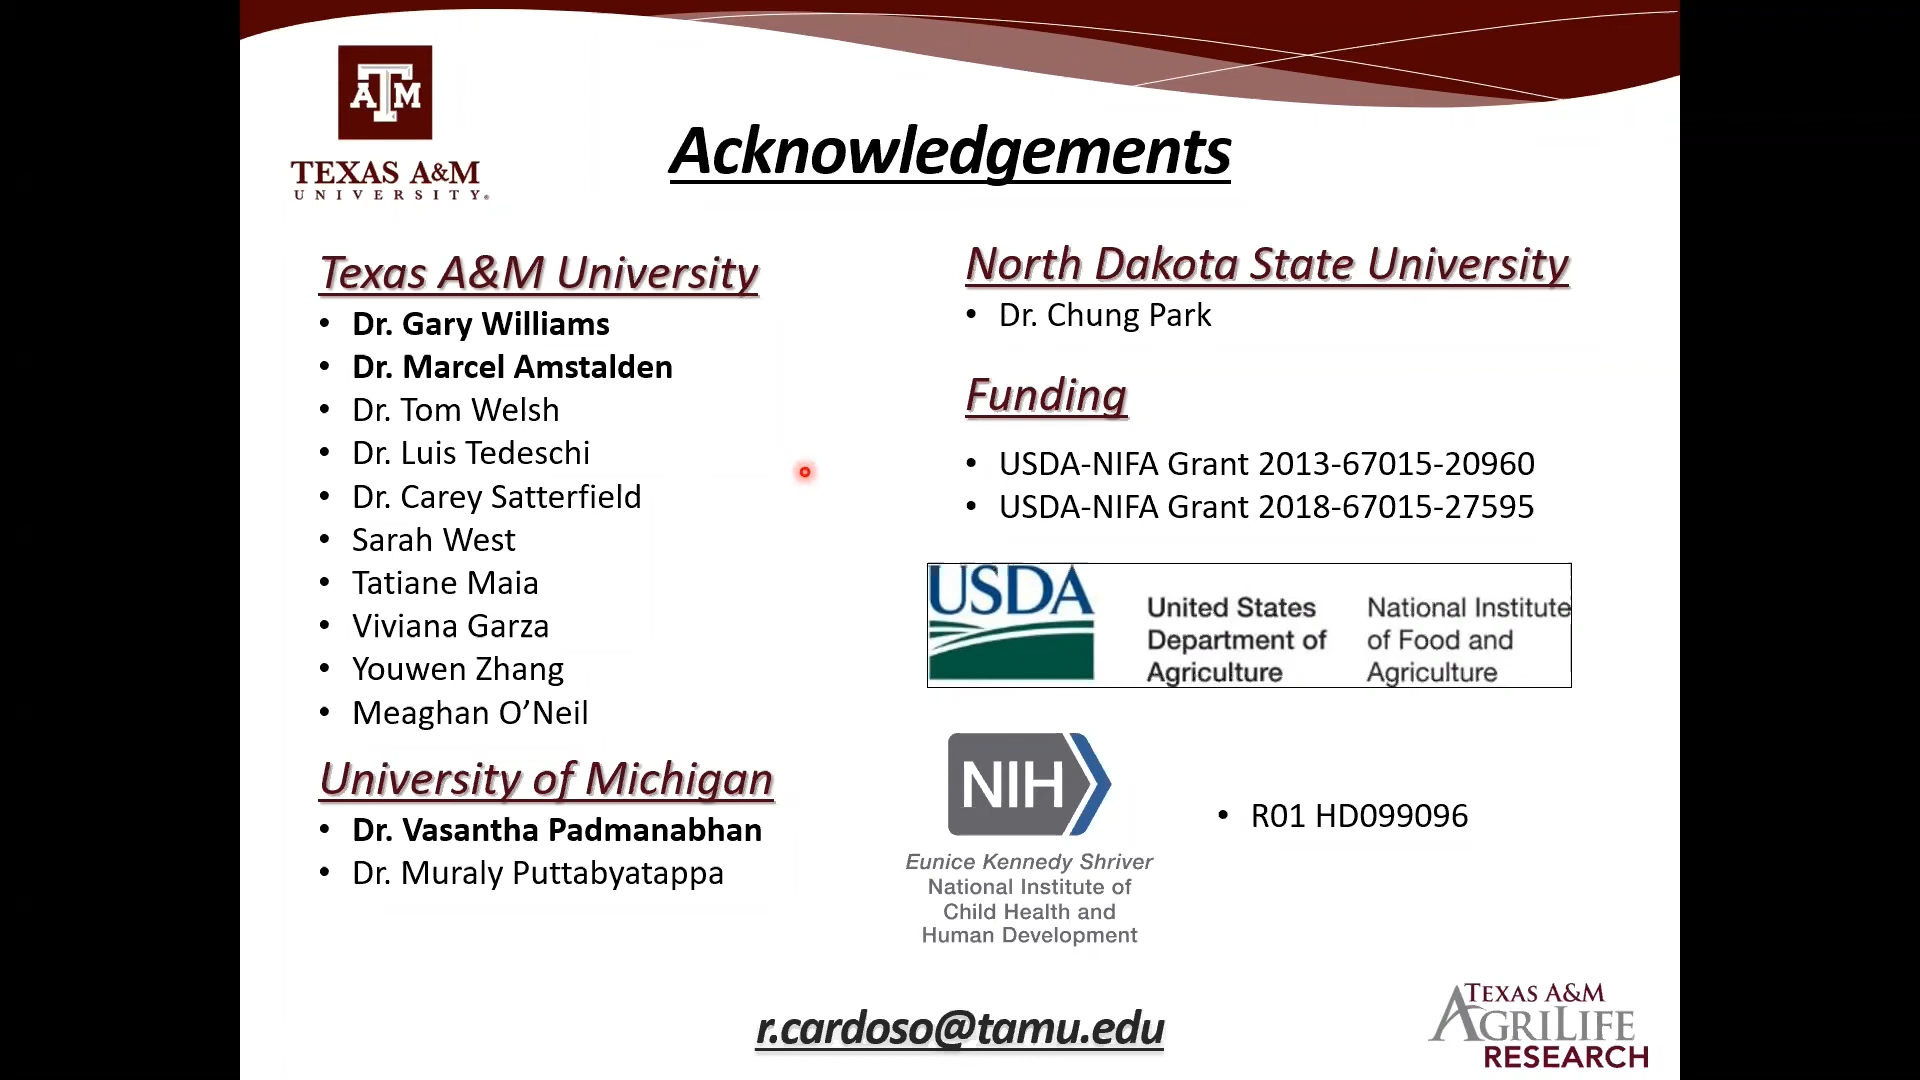 ATM
TEXAS A&M
UNIVERSITY®
Acknowledgements
Texas A&M University
• Dr. Gary Williams
• Dr. Marcel Amstalden
• Dr. Tom Welsh
• Dr. Luis Tedeschi
• Dr. Carey Satterfield
• Sarah West
• Tatiane Maia
• Viviana Garza
• Youwen Zhang
• Meaghan O’Neil
University of Michigan
• Dr. Vasantha Padmanabhan
• Dr. Muraly Puttabyatappa
North Dakota State University
• Dr. Chung Park
Funding
• USDA-NIFA Grant 2013-67015-20960
• USDA-NIFA Grant 2018-67015-27595
USDA
United States
Department of
Agriculture
National Institute
of Food and
Agriculture
NIH
Eunice Kennedy Shriver
National Institute of
Child Health and
Human Development
• R01 HD099096
r.cardoso@tamu.edu
TEXAS A&M
AGRILIFE
RESEARCH